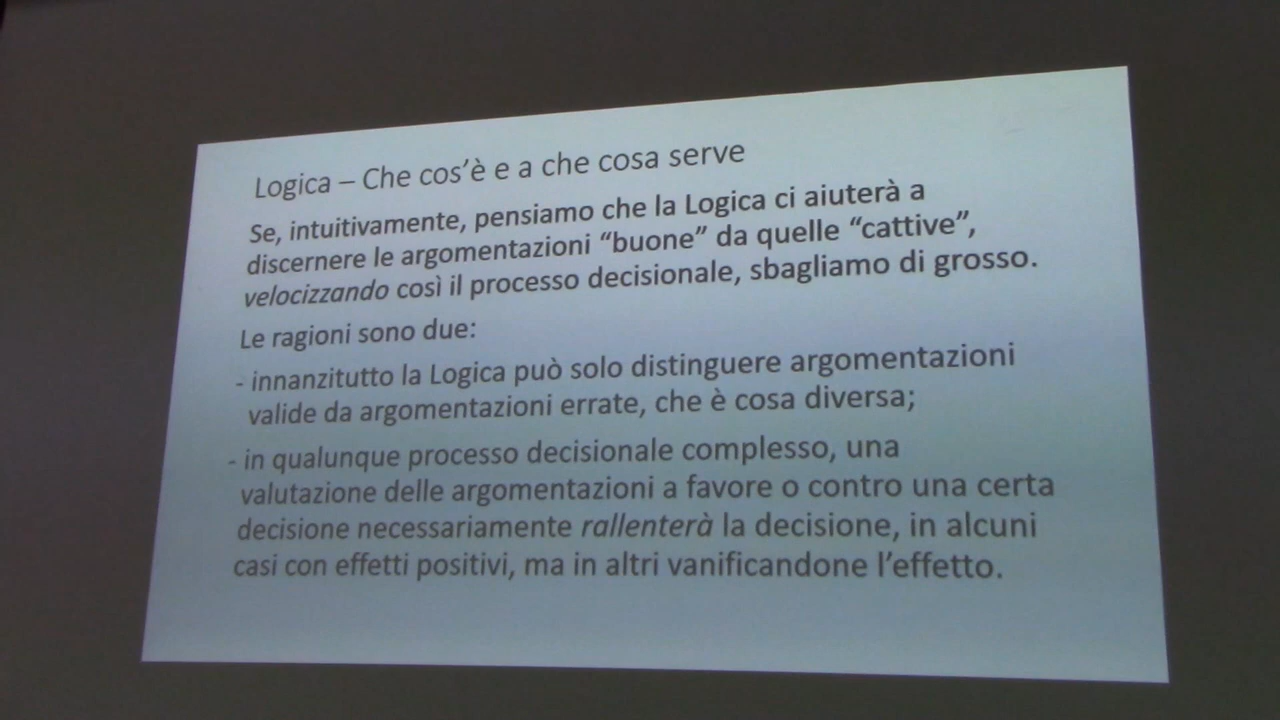 Logica – Che cos’è e a che cosa serve
Se, intuitivamente, pensiamo che la Logica ci aiuterà a
discernere le argomentazioni “buone” da quelle “cattive”,
velocizzando così il processo decisionale, sbagliamo di grosso.
Le ragioni sono due:
- innanzitutto la Logica può solo distinguere argomentazioni
valide da argomentazioni errate, che è cosa diversa;
- in qualunque processo decisionale complesso, una
valutazione delle argomentazioni a favore o contro una certa
decisione necessariamente rallenterà la decisione, in alcuni
casi con effetti positivi, ma in altri vanificandone l’effetto.